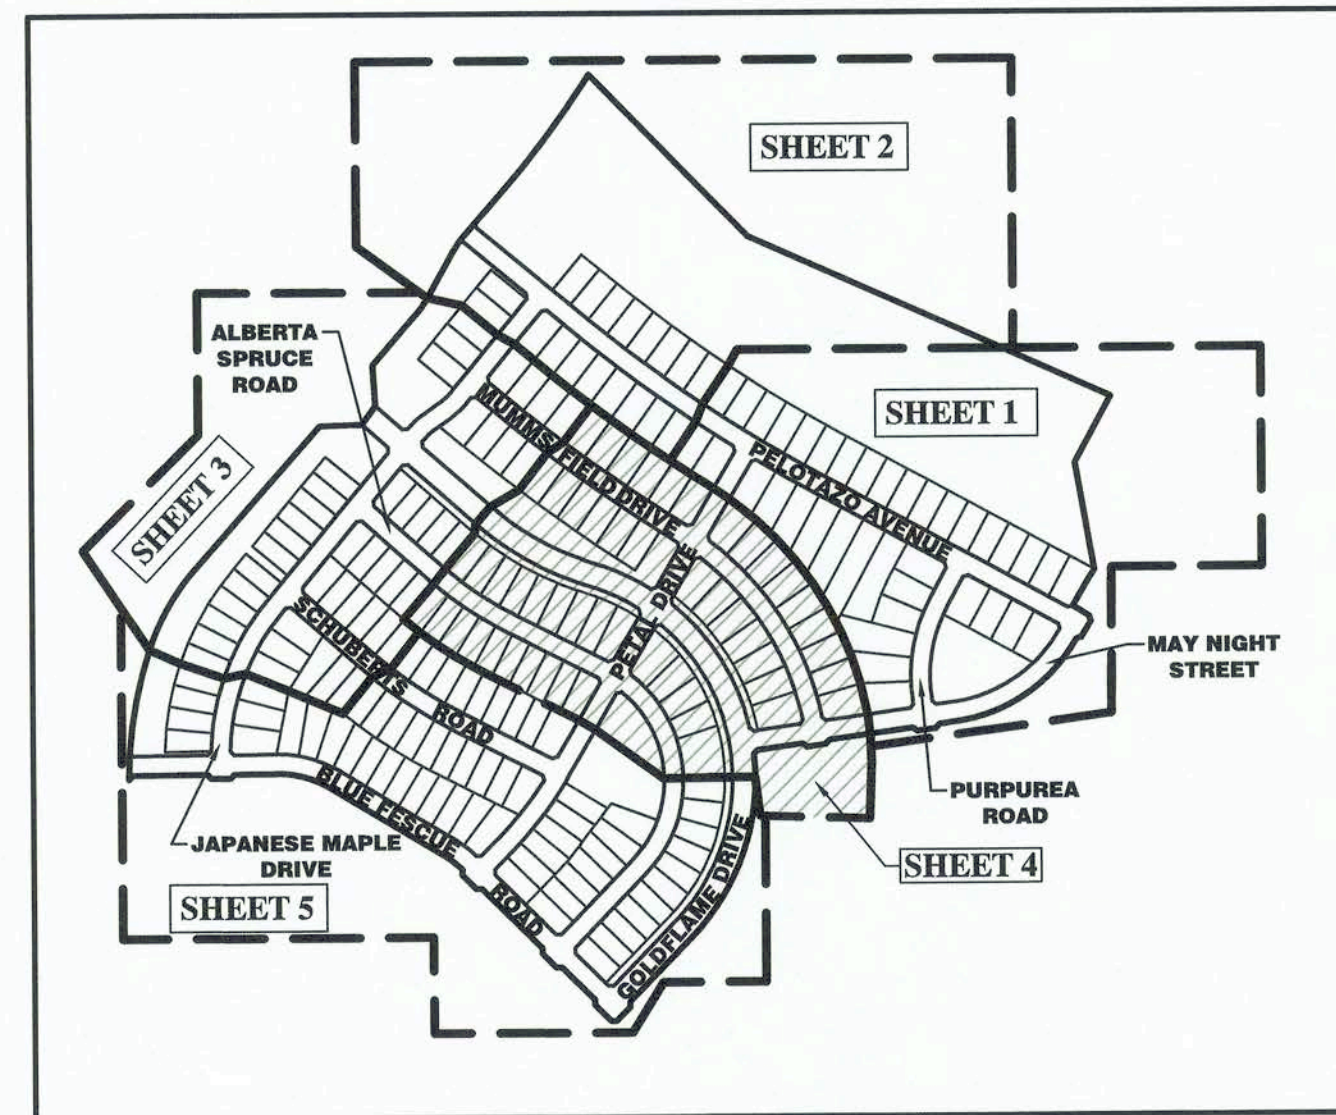 SHEET 2
ALBERTA
SPRUCE
ROAD
SHEET 1
MUMMS FIELD DRIVE
PELOTAZO AVENUE
SHEET 3
PETAL DRIVE
SCHUBERTS ROAD
MAY NIGHT
STREET
BLUE FESCUE ROAD
PURPUREA
ROAD
JAPANESE MAPLE
DRIVE
GOLDFLAME DRIVE
SHEET 4
SHEET 5